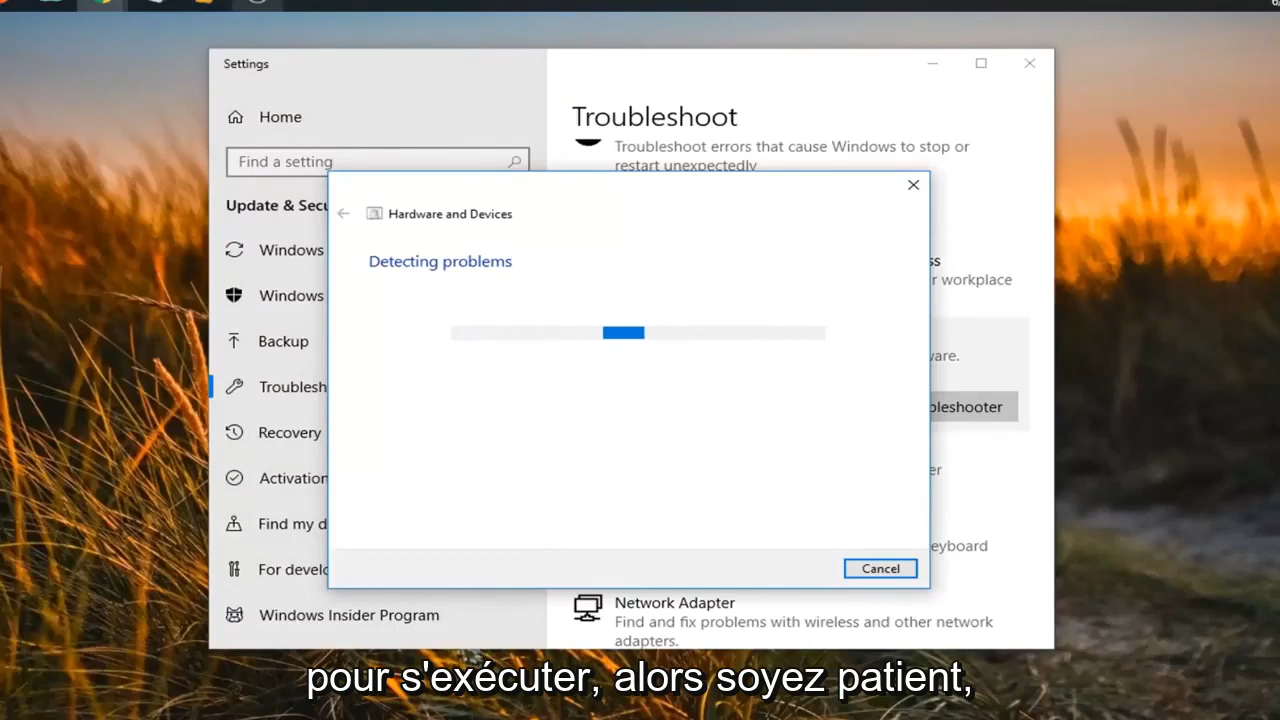 Settings
Home
Find a setting
Update & Secu
Windows
Windows
Backup
Troublesh
Recovery
Activation
Find my d
For develo
Windows Insider Program
Troubleshoot
Troubleshoot errors that cause Windows to stop or
restart unexpectedly
ss
r workplace
ware.
bleshooter
er
eyboard
Network Adapter
Find and fix problems with wireless and other network
adapters.
Hardware and Devices
Detecting problems
Cancel
pour s'exécuter, alors soyez patient,